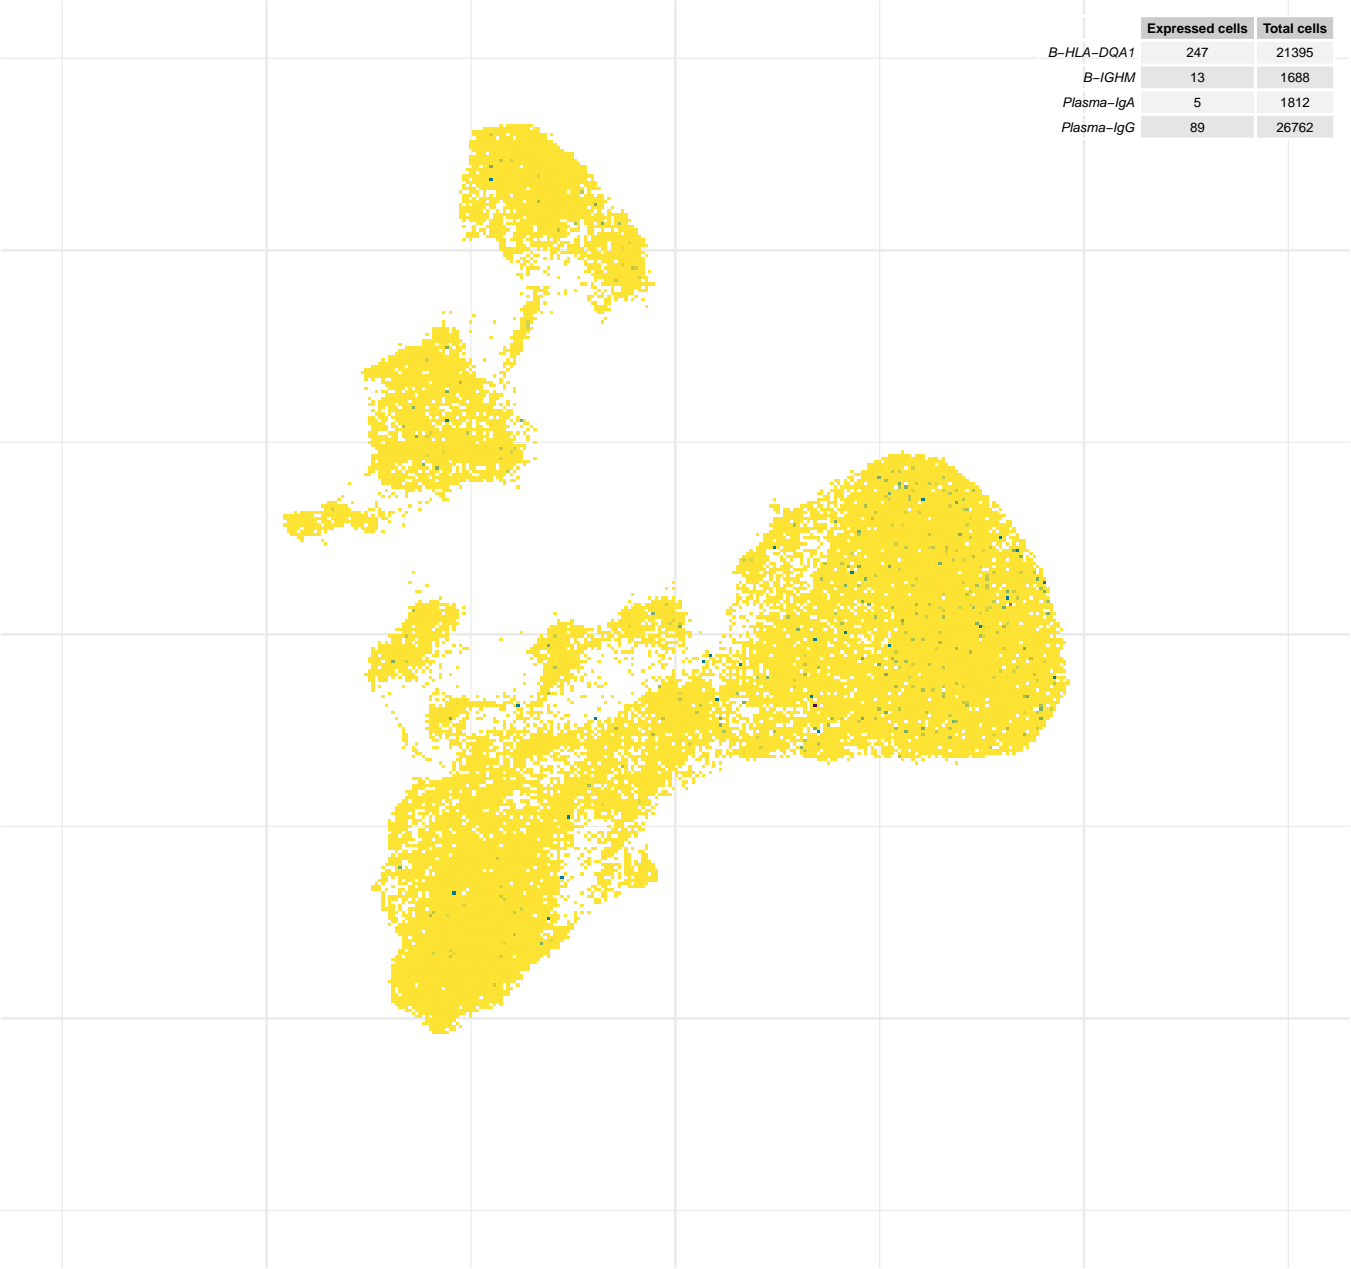 Expressed cells Total cells
B−HLA−DQA1 247 21395
B−IGHM 13 1688
Plasma−IgA 5 1812
Plasma−IgG 89 26762